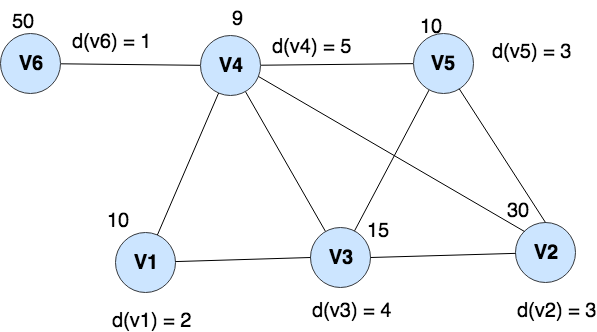 50
9
10
d(v6) = 1
d(v4) = 5
d(v5) = 3
V6
V4
V5
10
15
30
V1
V3
V2
d(v1) = 2
d(v3) = 4
d(v2) = 3